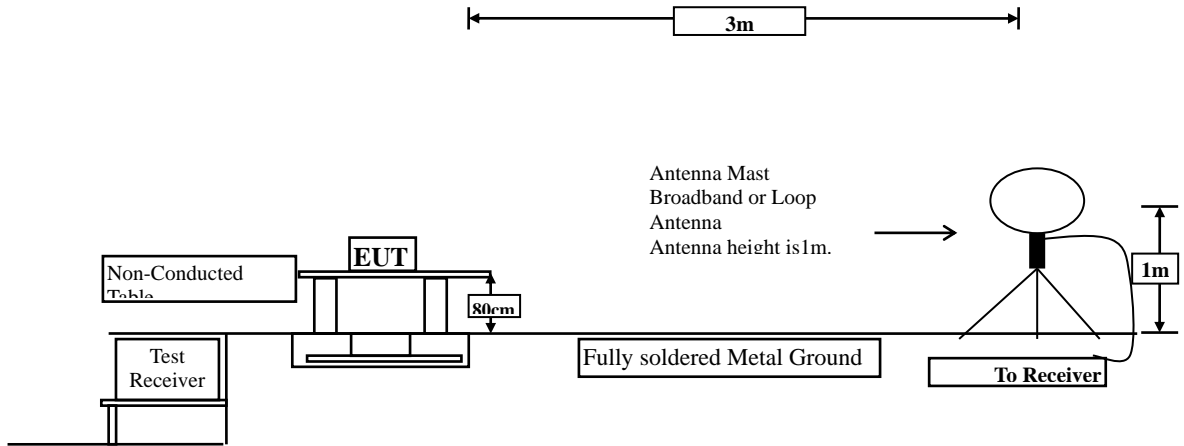 3m
Antenna Mast
Broadband or Loop
Antenna
Antenna height is1m.
EUT
Non-Conducted
Table
80cm
1m
Test
Receiver
Fully soldered Metal Ground
To Receiver